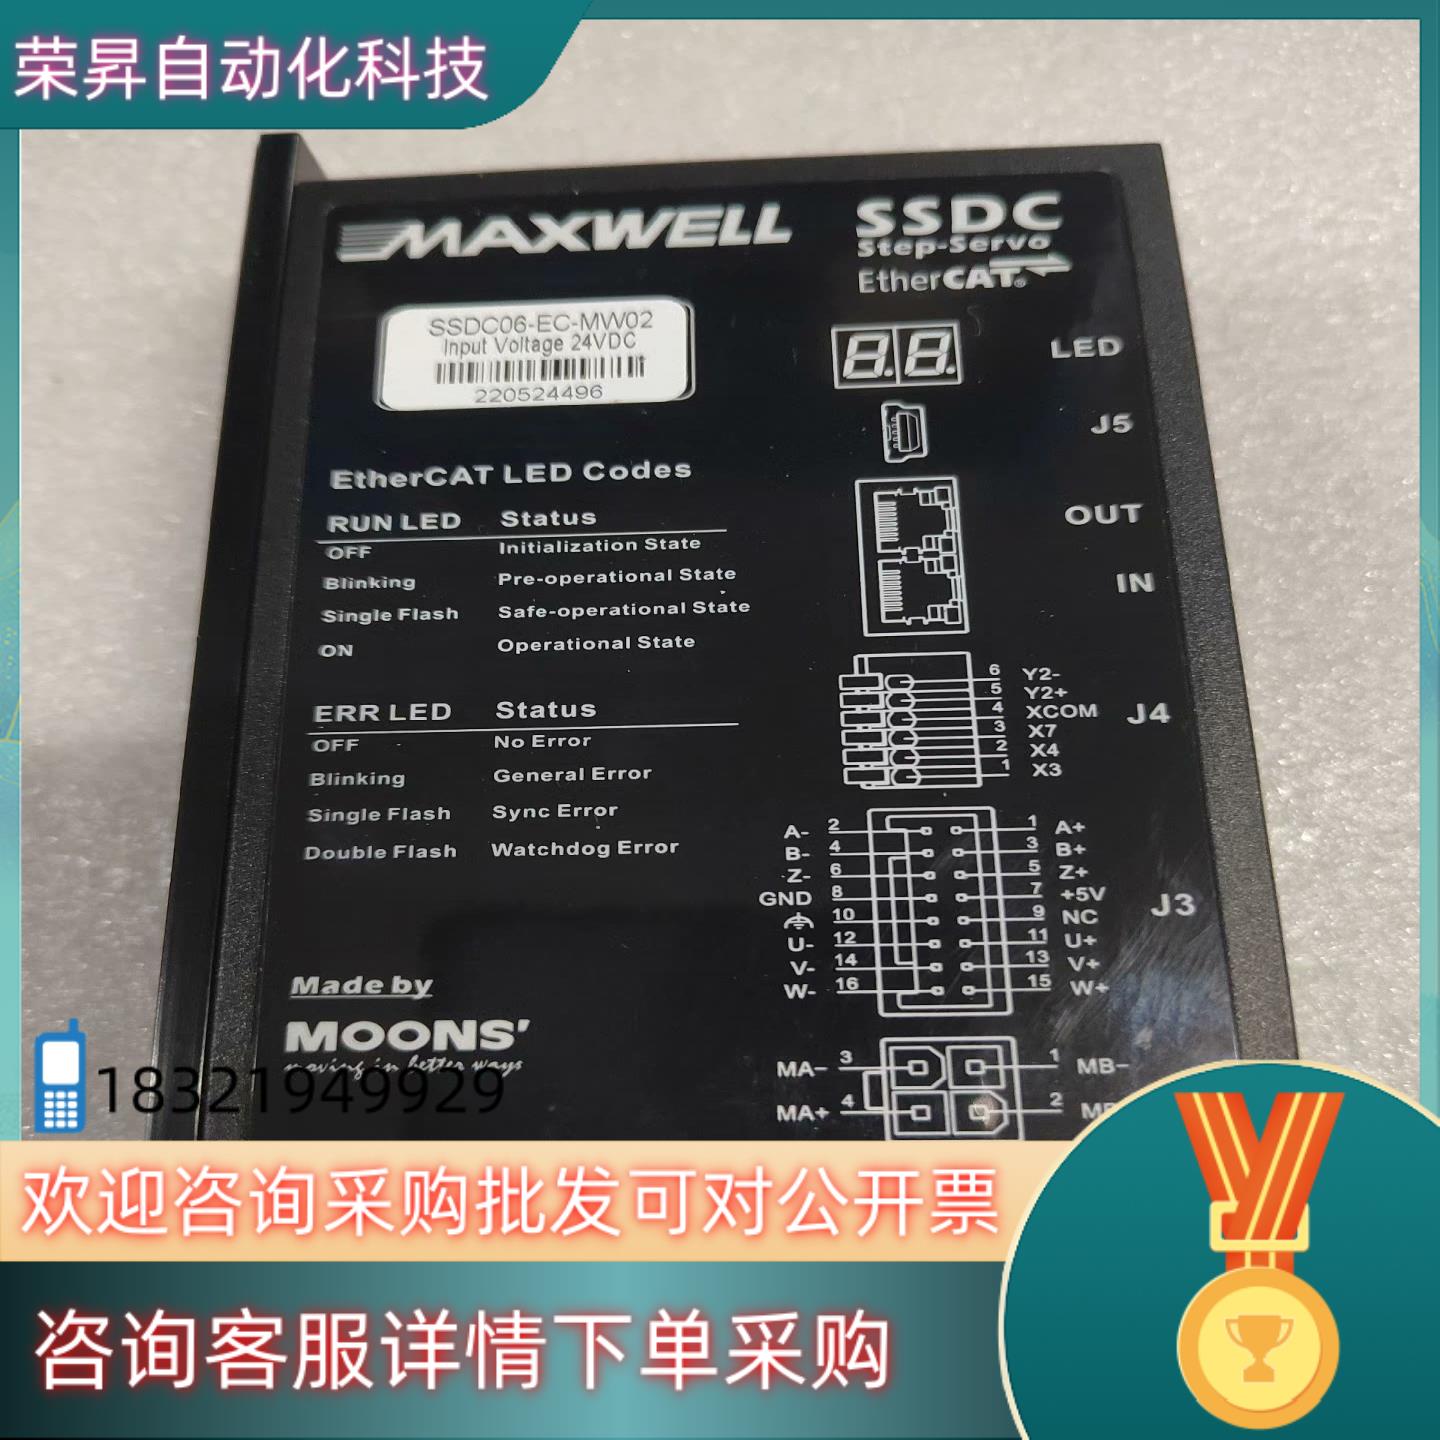 荣昇自动化科技
MAXWELL
SSDC
Step-Servo
EtherCAT®
SSDC06-EC-MW02
Input Voltage 24VDC
220524496
8.8.
LED
J5
EtherCAT LED Codes
RUN LED Status
OFF Initialization State
Blinking Pre-operational State
Single Flash Safe-operational State
ON Operational State
OUT
IN
ERR LED Status
OFF No Error
Blinking General Error
Single Flash Sync Error
Double Flash Watchdog Error
6 Y2-
5 Y2+
4 XCOM
3 X7
2 X4
1 X3
J4
A- 2 1 A+
B- 4 3 B+
Z- 6 5 Z+
GND 8 7 +5V
10 9 NC
U- 12 11 U+
V- 14 13 V+
W- 16 15 W+
J3
Made by
MOONS'
moving in better ways
MA- 3 1 MB-
MA+ 4 2
18321949929
欢迎咨询采购批发可对公开票
咨询客服详情下单采购